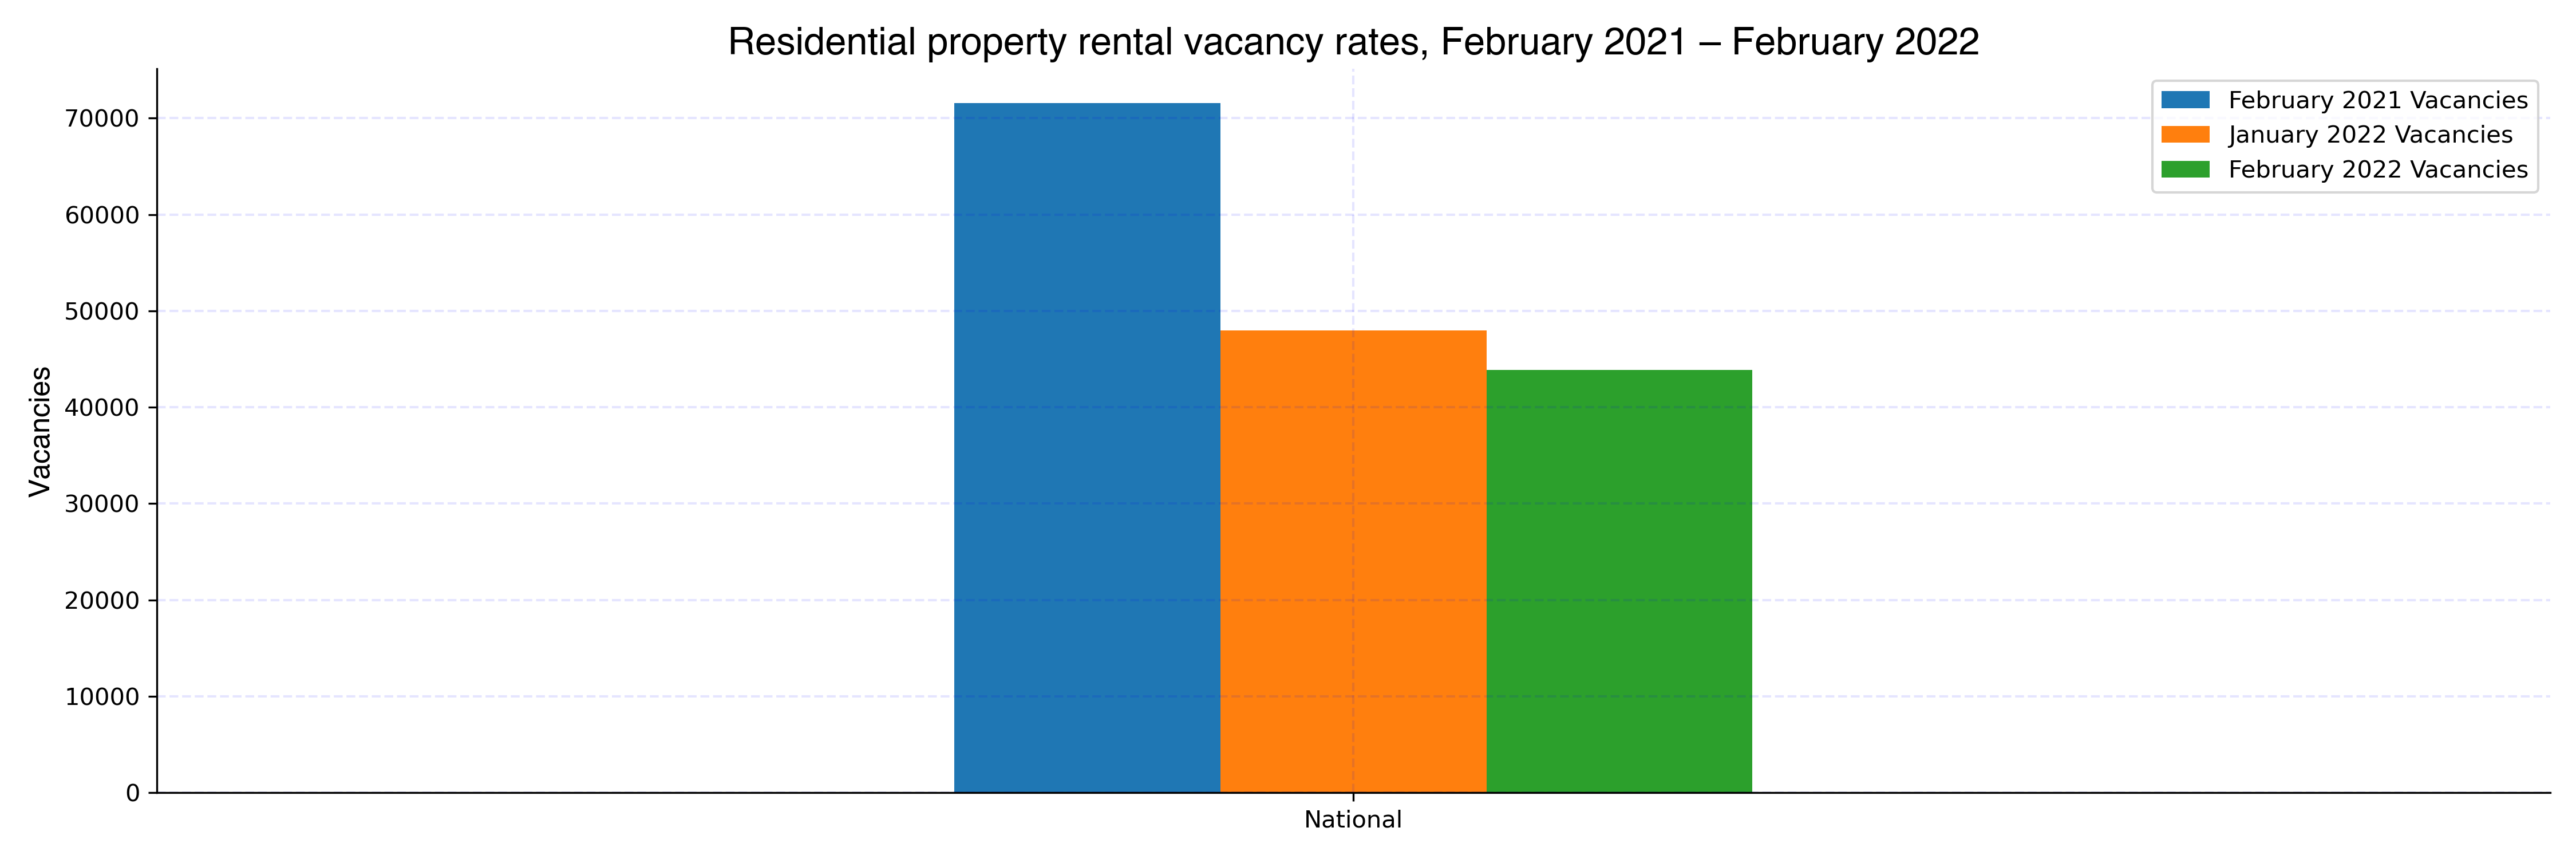 Residential property rental vacancy rates, February 2021 – February 2022
February 2021 Vacancies
January 2022 Vacancies
February 2022 Vacancies
Vacancies
70000
60000
50000
40000
30000
20000
10000
0
National